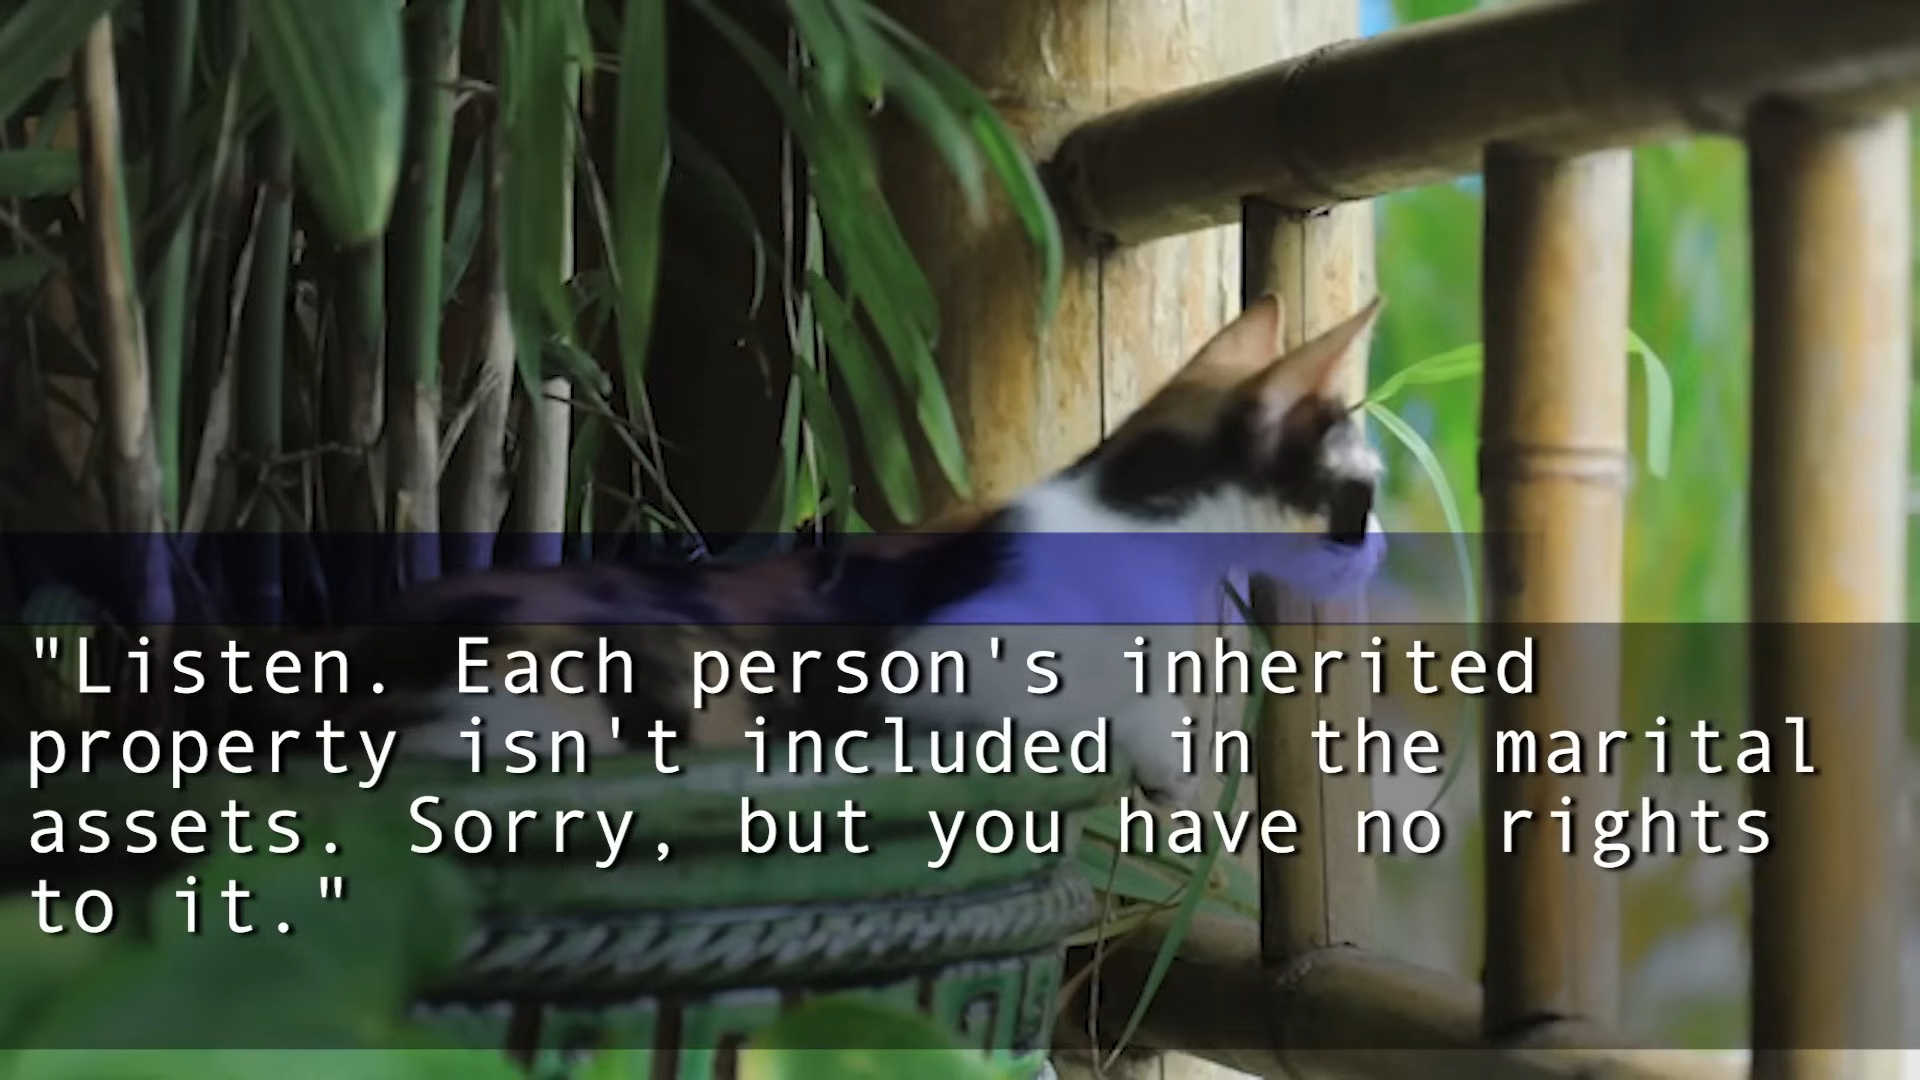 "Listen. Each person's inherited
property isn't included in the marital
assets. Sorry, but you have no rights
to it."